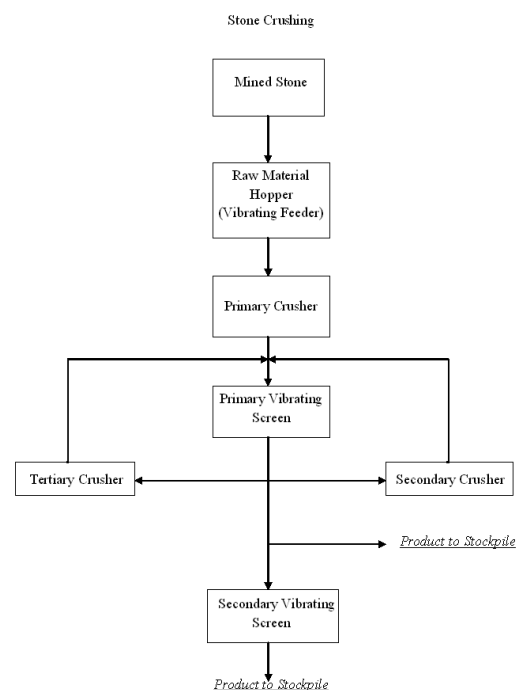 Stone Crushing
Mined Stone
Raw Material
Hopper
(Vibrating Feeder)
Primary Crusher
Primary Vibrating
Screen
Tertiary Crusher
Secondary Crusher
Product to Stockpile
Secondary Vibrating
Screen
Product to Stockpile